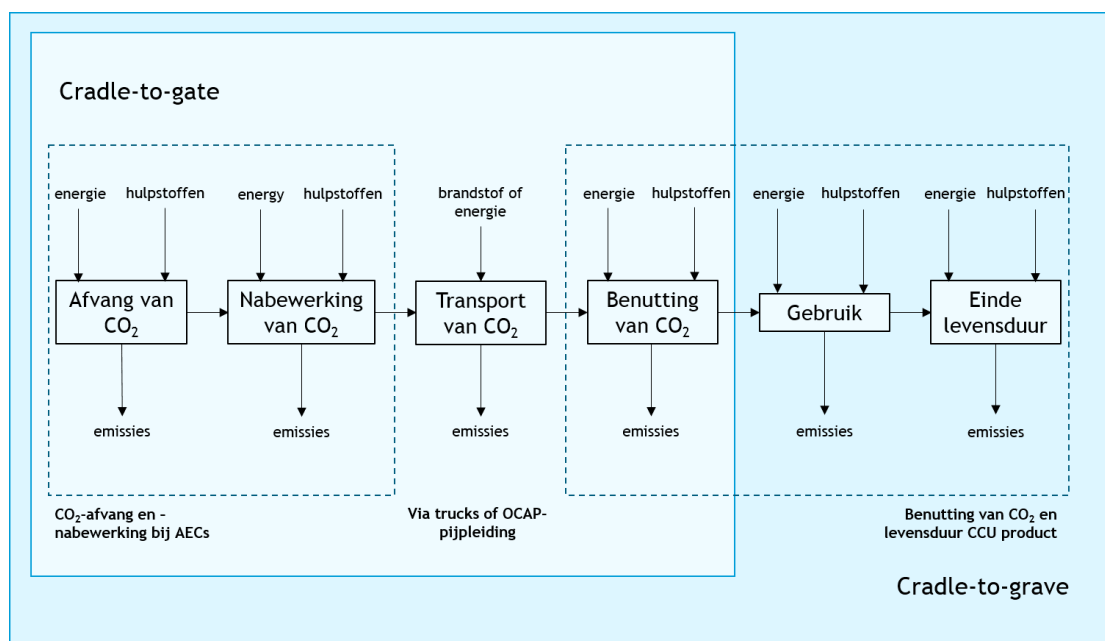 Cradle-to-gate
energie
hulpstoffen
energy
hulpstoffen
brandstof of
energie
energie
hulpstoffen
energie
hulpstoffen
energie
hulpstoffen
Afvang van
CO₂
Nabewerking
van CO₂
Transport
van CO₂
Benutting
van CO₂
Gebruik
Einde
levensduur
emissies
emissies
emissies
emissies
emissies
emissies
CO₂-afvang en –
nabewerking bij AECs
Via trucks of OCAP-
pijpleiding
Benutting van CO₂ en
levensduur CCU product
Cradle-to-grave